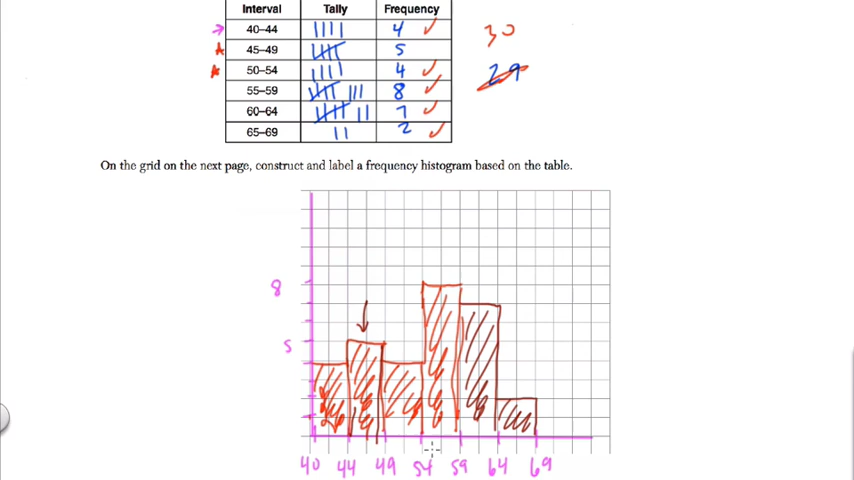 Interval Tally Frequency
40–44 4 ✓ 30
45–49 5
50–54 4 ✓ 29
55–59 8 ✓
60–64 7 ✓
65–69 2 ✓
On the grid on the next page, construct and label a frequency histogram based on the table.
8
5
40 44 49 54 59 64 69